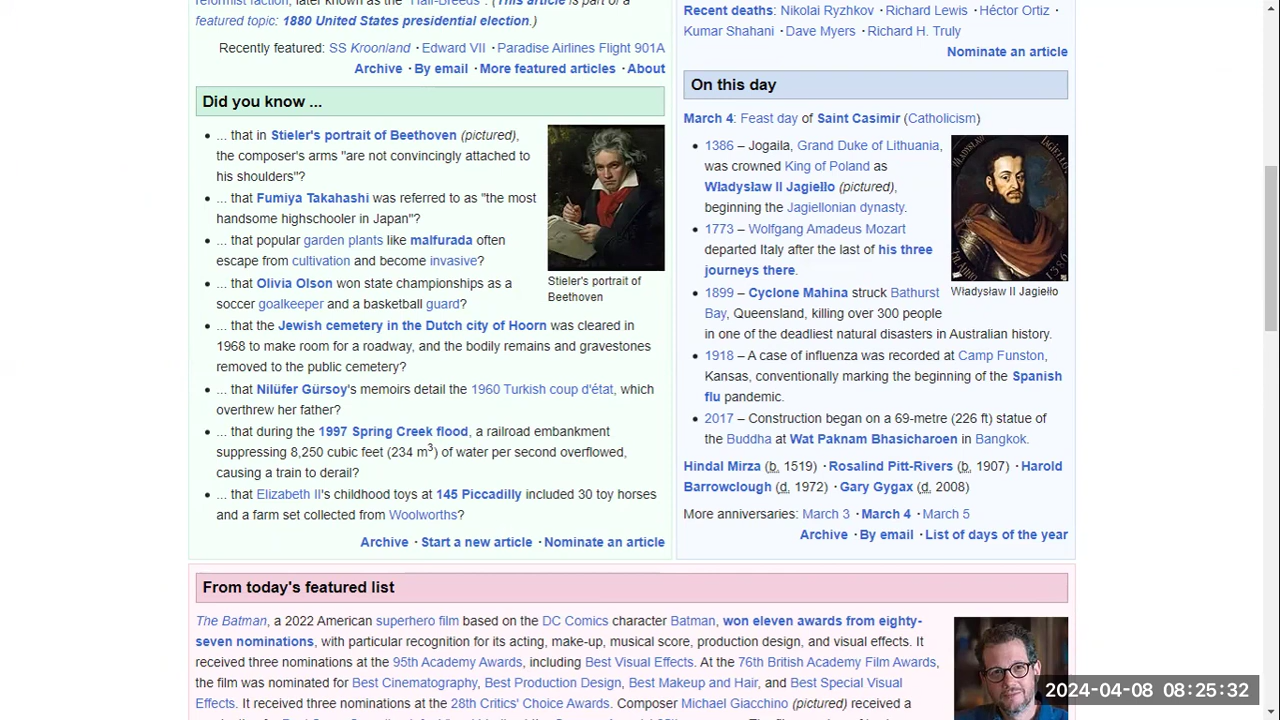 reformist faction, later known as the "Half-Breeds". (This article is part of a
featured topic: 1880 United States presidential election.)
Recently featured: SS Kroonland · Edward VII · Paradise Airlines Flight 901A
Archive · By email · More featured articles · About
Did you know ...
... that in Stieler's portrait of Beethoven (pictured),
the composer's arms "are not convincingly attached to
his shoulders"?
... that Fumiya Takahashi was referred to as "the most
handsome highschooler in Japan"?
... that popular garden plants like malfurada often
escape from cultivation and become invasive?
... that Olivia Olson won state championships as a
soccer goalkeeper and a basketball guard?
... that the Jewish cemetery in the Dutch city of Hoorn was cleared in
1968 to make room for a roadway, and the bodily remains and gravestones
removed to the public cemetery?
... that Nilüfer Gürsoy's memoirs detail the 1960 Turkish coup d'état, which
overthrew her father?
... that during the 1997 Spring Creek flood, a railroad embankment
suppressing 8,250 cubic feet (234 m³) of water per second overflowed,
causing a train to derail?
... that Elizabeth II's childhood toys at 145 Piccadilly included 30 toy horses
and a farm set collected from Woolworths?
Stieler's portrait of
Beethoven
Archive · Start a new article · Nominate an article
Recent deaths: Nikolai Ryzhkov · Richard Lewis · Héctor Ortiz ·
Kumar Shahani · Dave Myers · Richard H. Truly
Nominate an article
On this day
March 4: Feast day of Saint Casimir (Catholicism)
1386 – Jogaila, Grand Duke of Lithuania,
was crowned King of Poland as
Władysław II Jagiełło (pictured),
beginning the Jagiellonian dynasty.
1773 – Wolfgang Amadeus Mozart
departed Italy after the last of his three
journeys there.
1899 – Cyclone Mahina struck Bathurst
Bay, Queensland, killing over 300 people
in one of the deadliest natural disasters in Australian history.
1918 – A case of influenza was recorded at Camp Funston,
Kansas, conventionally marking the beginning of the Spanish
flu pandemic.
2017 – Construction began on a 69-metre (226 ft) statue of
the Buddha at Wat Paknam Bhasicharoen in Bangkok.
Władysław II Jagiełło
Hindal Mirza (b. 1519) · Rosalind Pitt-Rivers (b. 1907) · Harold
Barrowclough (d. 1972) · Gary Gygax (d. 2008)
More anniversaries: March 3 · March 4 · March 5
Archive · By email · List of days of the year
From today's featured list
The Batman, a 2022 American superhero film based on the DC Comics character Batman, won eleven awards from eighty-
seven nominations, with particular recognition for its acting, make-up, musical score, production design, and visual effects. It
received three nominations at the 95th Academy Awards, including Best Visual Effects. At the 76th British Academy Film Awards,
the film was nominated for Best Cinematography, Best Production Design, Best Makeup and Hair, and Best Special Visual
Effects. It received three nominations at the 28th Critics' Choice Awards. Composer Michael Giacchino (pictured) received a
2024-04-08 08:25:32